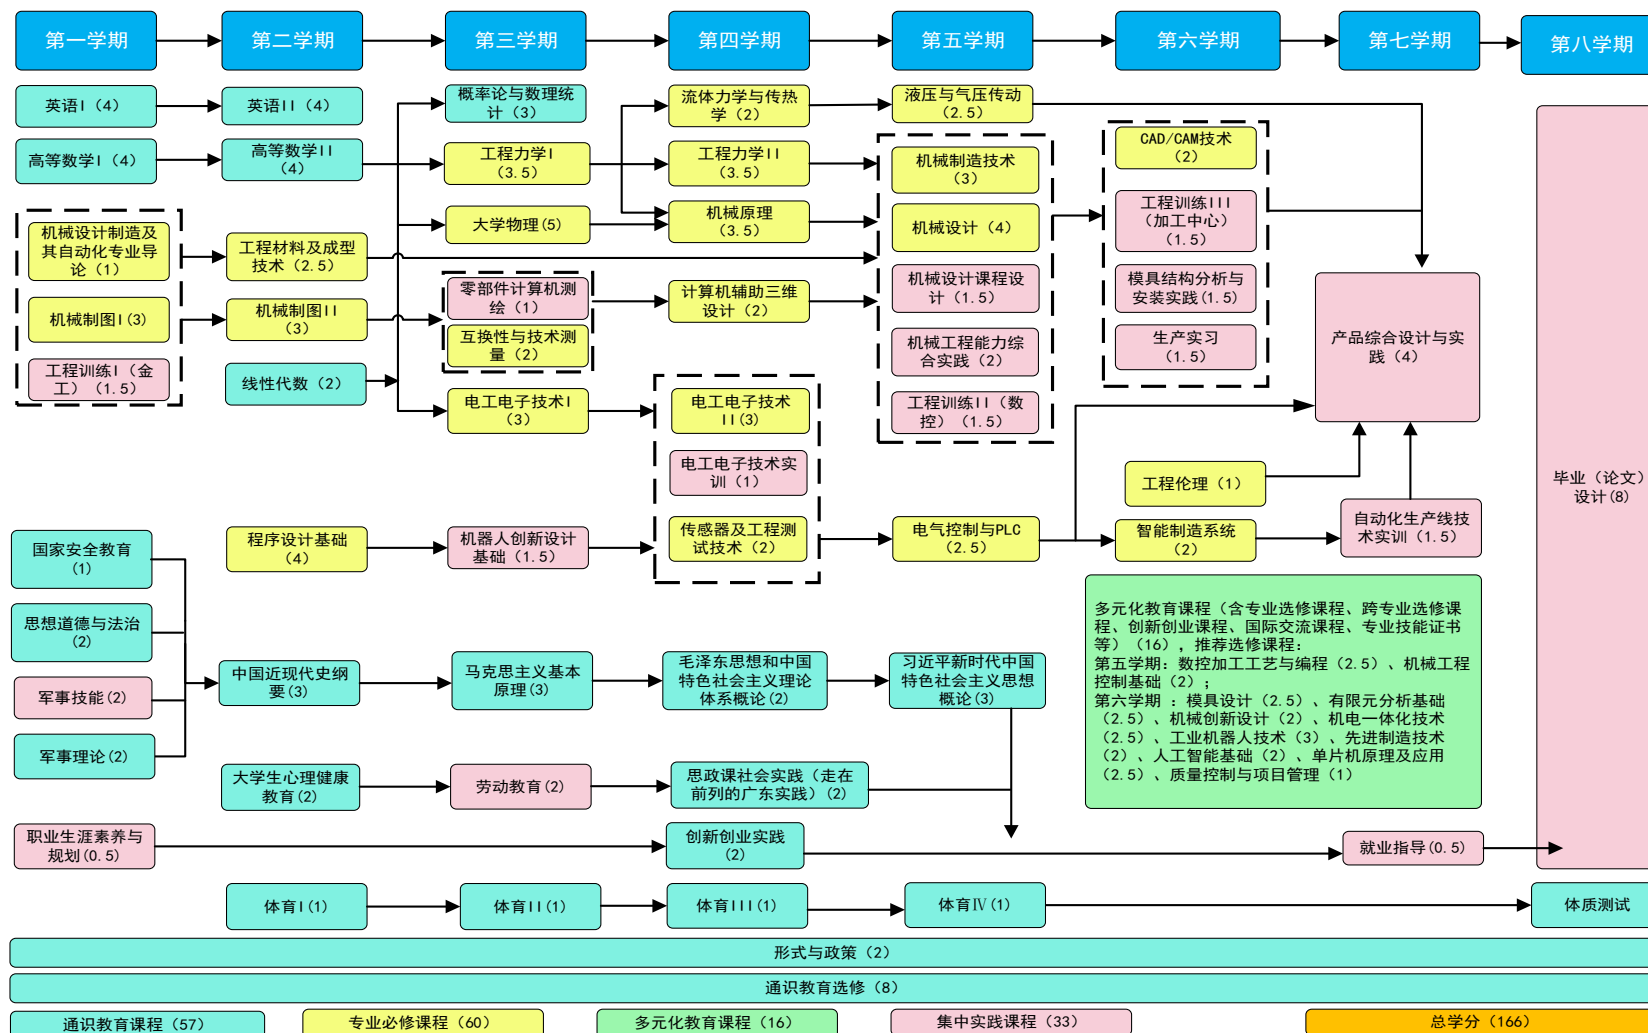 第一学期
第二学期
第三学期
第四学期
第五学期
第六学期
第七学期
第八学期
英语I（4）
英语II（4）
概率论与数理统
计（3）
流体力学与传热
学（2）
液压与气压传动
（2.5）
高等数学I（4）
高等数学II
（4）
工程力学I
（3.5）
工程力学II
（3.5）
机械制造技术
（3）
CAD/CAM技术
（2）
机械设计制造及
其自动化专业导
论（1）
工程材料及成型
技术（2.5）
大学物理(5)
机械原理
（3.5）
机械设计（4）
工程训练III
（加工中心）
（1.5）
机械制图I(3)
机械制图II
（3）
零部件计算机测
绘（1）
互换性与技术测
量（2）
计算机辅助三维
设计（2）
机械设计课程设
计（1.5）
模具结构分析与
安装实践(1.5)
工程训练I（金
工）（1.5）
线性代数（2）
机械工程能力综
合实践（2）
生产实习
（1.5）
产品综合设计与实
践（4）
电工电子技术I
（3）
电工电子技术
II(3)
工程训练II（数
控）（1.5）
电工电子技术实
训（1）
工程伦理（1）
毕业（论文）
设计(8)
程序设计基础
（4）
机器人创新设计
基础（1.5）
传感器及工程测
试技术（2）
电气控制与PLC
（2.5）
智能制造系统
（2）
自动化生产线技
术实训（1.5）
国家安全教育
（1）
思想道德与法治
（2）
军事技能(2)
军事理论(2)
中国近现代史纲
要(3)
马克思主义基本
原理(3)
毛泽东思想和中国
特色社会主义理论
体系概论(2)
习近平新时代中国
特色社会主义思想
概论(3)
多元化教育课程（含专业选修课程、跨专业选修课
程、创新创业课程、国际交流课程、专业技能证书
等）（16），推荐选修课程：
第五学期：数控加工工艺与编程（2.5）、机械工程
控制基础（2）；
第六学期 ：模具设计（2.5）、有限元分析基础
（2.5）、机械创新设计（2）、机电一体化技术
（2.5）、工业机器人技术（3）、先进制造技术
（2）、人工智能基础（2）、单片机原理及应用
（2.5）、质量控制与项目管理（1）
大学生心理健康
教育(2)
劳动教育(2)
思政课社会实践（走在
前列的广东实践）(2)
职业生涯素养与
规划(0.5)
创新创业实践
（2）
就业指导(0.5)
体育I(1)
体育II(1)
体育III(1)
体育Ⅳ(1)
体质测试
形式与政策（2）
通识教育选修（8）
通识教育课程（57）
专业必修课程（60）
多元化教育课程（16）
集中实践课程（33）
总学分（166）